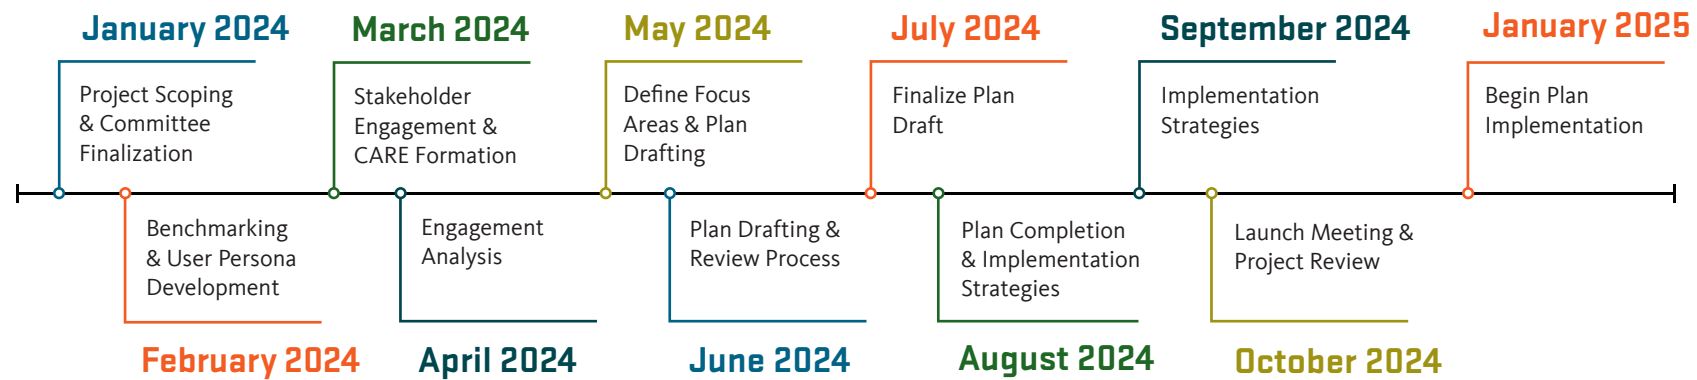 January 2024
Project Scoping
& Committee
Finalization
February 2024
Benchmarking
& User Persona
Development
March 2024
Stakeholder
Engagement &
CARE Formation
April 2024
Engagement
Analysis
May 2024
Define Focus
Areas & Plan
Drafting
June 2024
Plan Drafting &
Review Process
July 2024
Finalize Plan
Draft
August 2024
Plan Completion
& Implementation
Strategies
September 2024
Implementation
Strategies
October 2024
Launch Meeting &
Project Review
January 2025
Begin Plan
Implementation